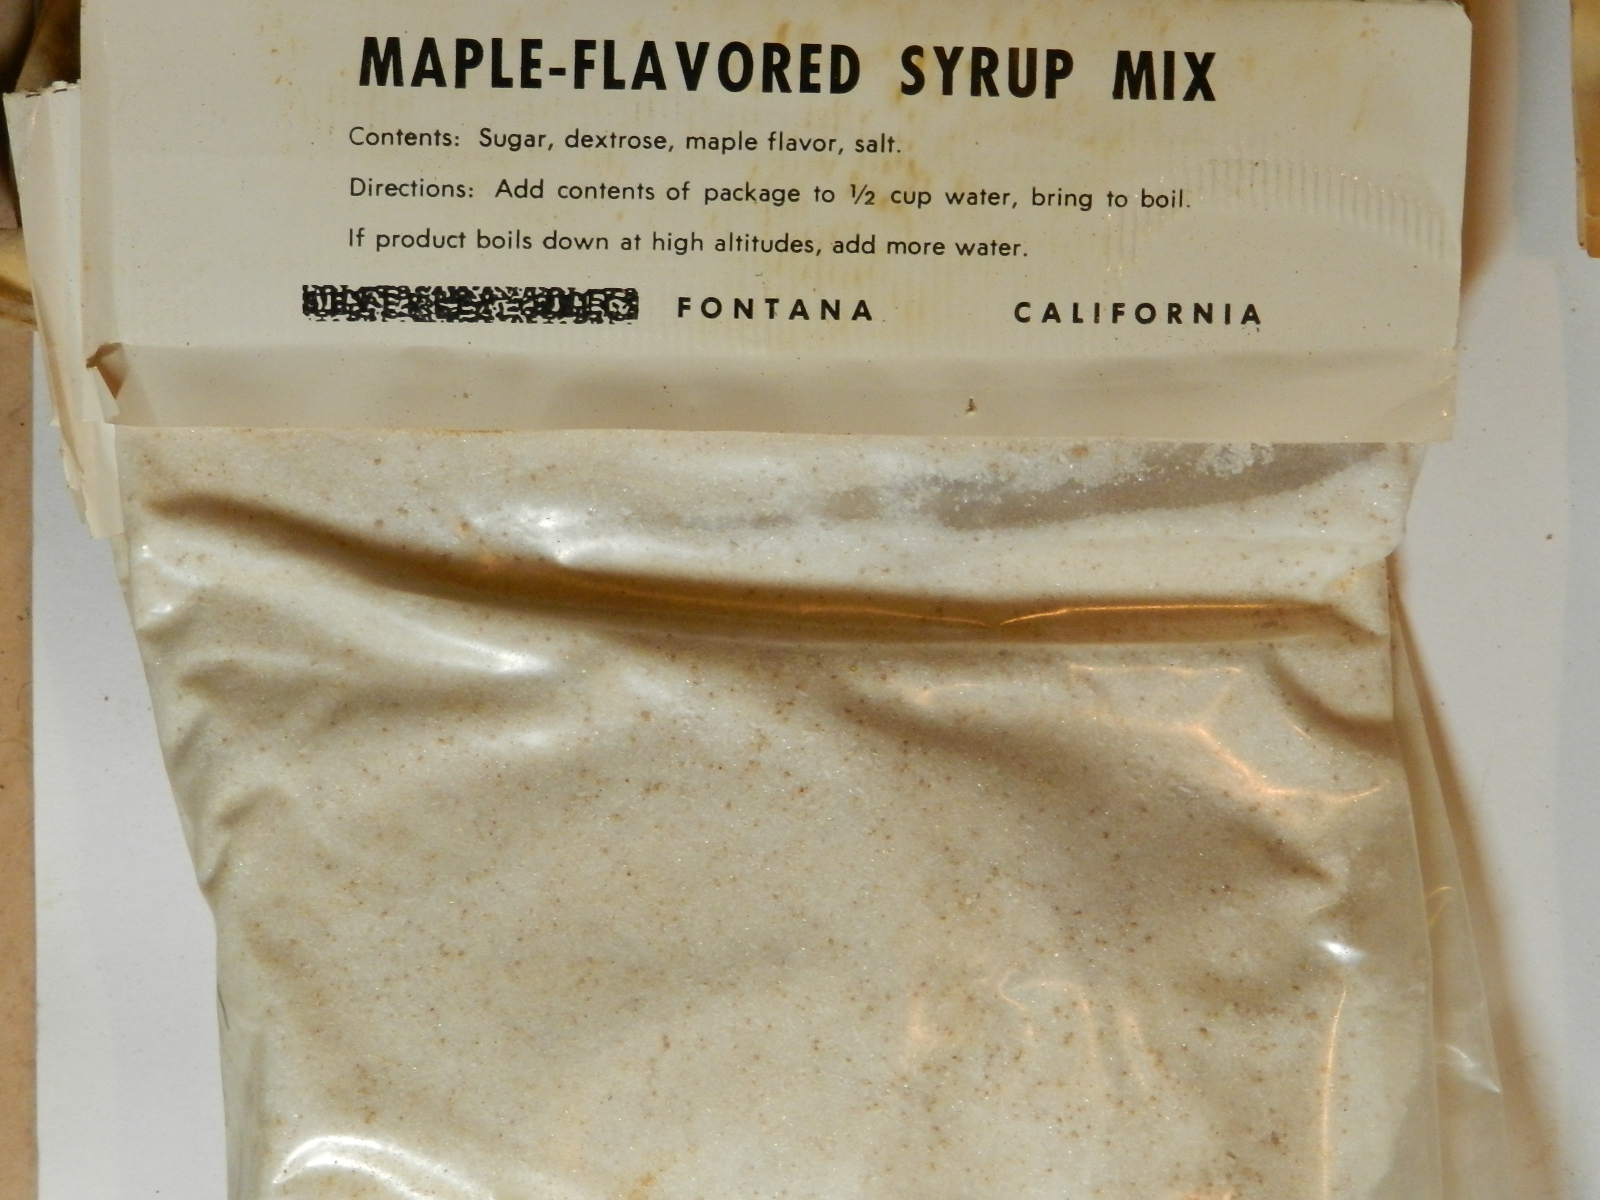 MAPLE-FLAVORED SYRUP MIX
Contents: Sugar, dextrose, maple flavor, salt.
Directions: Add contents of package to ½ cup water, bring to boil.
If product boils down at high altitudes, add more water.
FONTANA CALIFORNIA